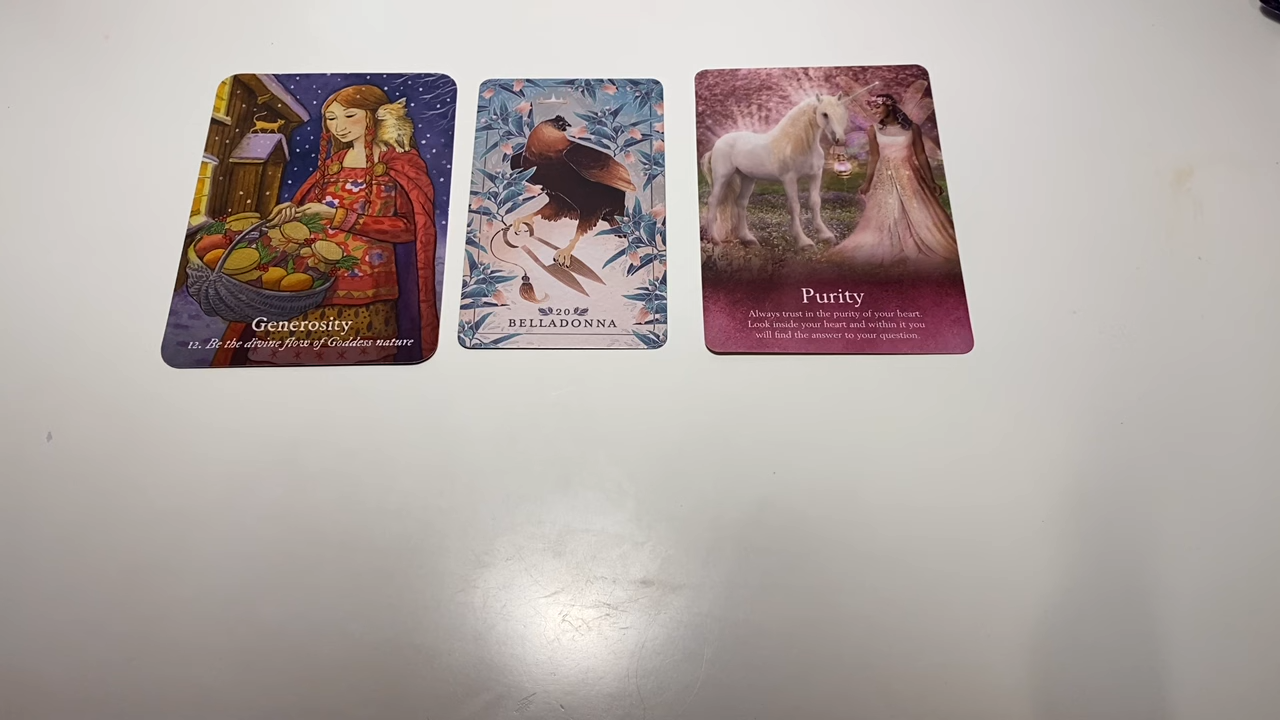 Generosity
12. Be the divine flow of Goddess nature
20
BELLADONNA
Purity
Always trust in the purity of your heart.
Look inside your heart and within it you
will find the answer to your question.